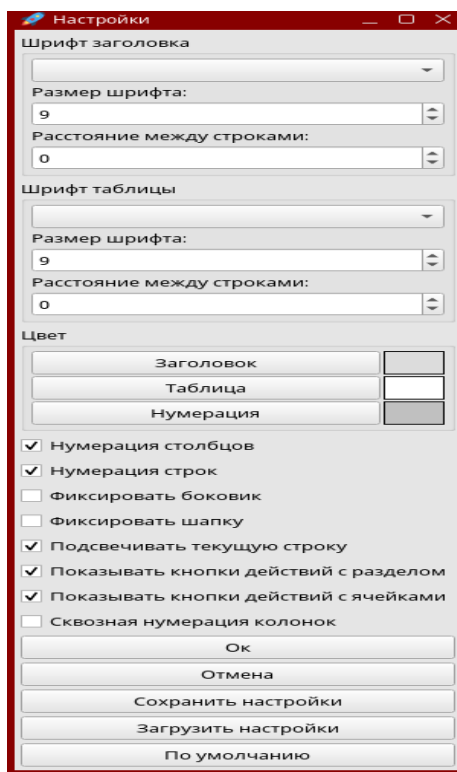 Настройки
Шрифт заголовка
Размер шрифта:
9
Расстояние между строками:
0
Шрифт таблицы
Размер шрифта:
9
Расстояние между строками:
0
Цвет
Заголовок
Таблица
Нумерация
Нумерация столбцов
Нумерация строк
Фиксировать боковик
Фиксировать шапку
Подсвечивать текущую строку
Показывать кнопки действий с разделом
Показывать кнопки действий с ячейками
Сквозная нумерация колонок
Ок
Отмена
Сохранить настройки
Загрузить настройки
По умолчанию